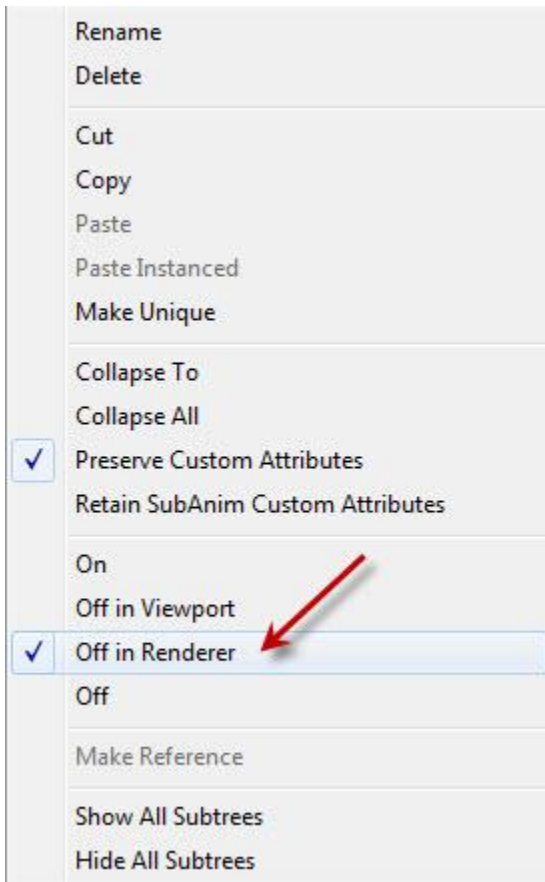 Rename
Delete
Cut
Copy
Paste
Paste Instanced
Make Unique
Collapse To
Collapse All
Preserve Custom Attributes
Retain SubAnim Custom Attributes
On
Off in Viewport
Off in Renderer
Off
Make Reference
Show All Subtrees
Hide All Subtrees